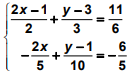 (2x-1)/2 + (y-3)/3 = 11/6
-2x/5 + (y-1)/10 = -6/5